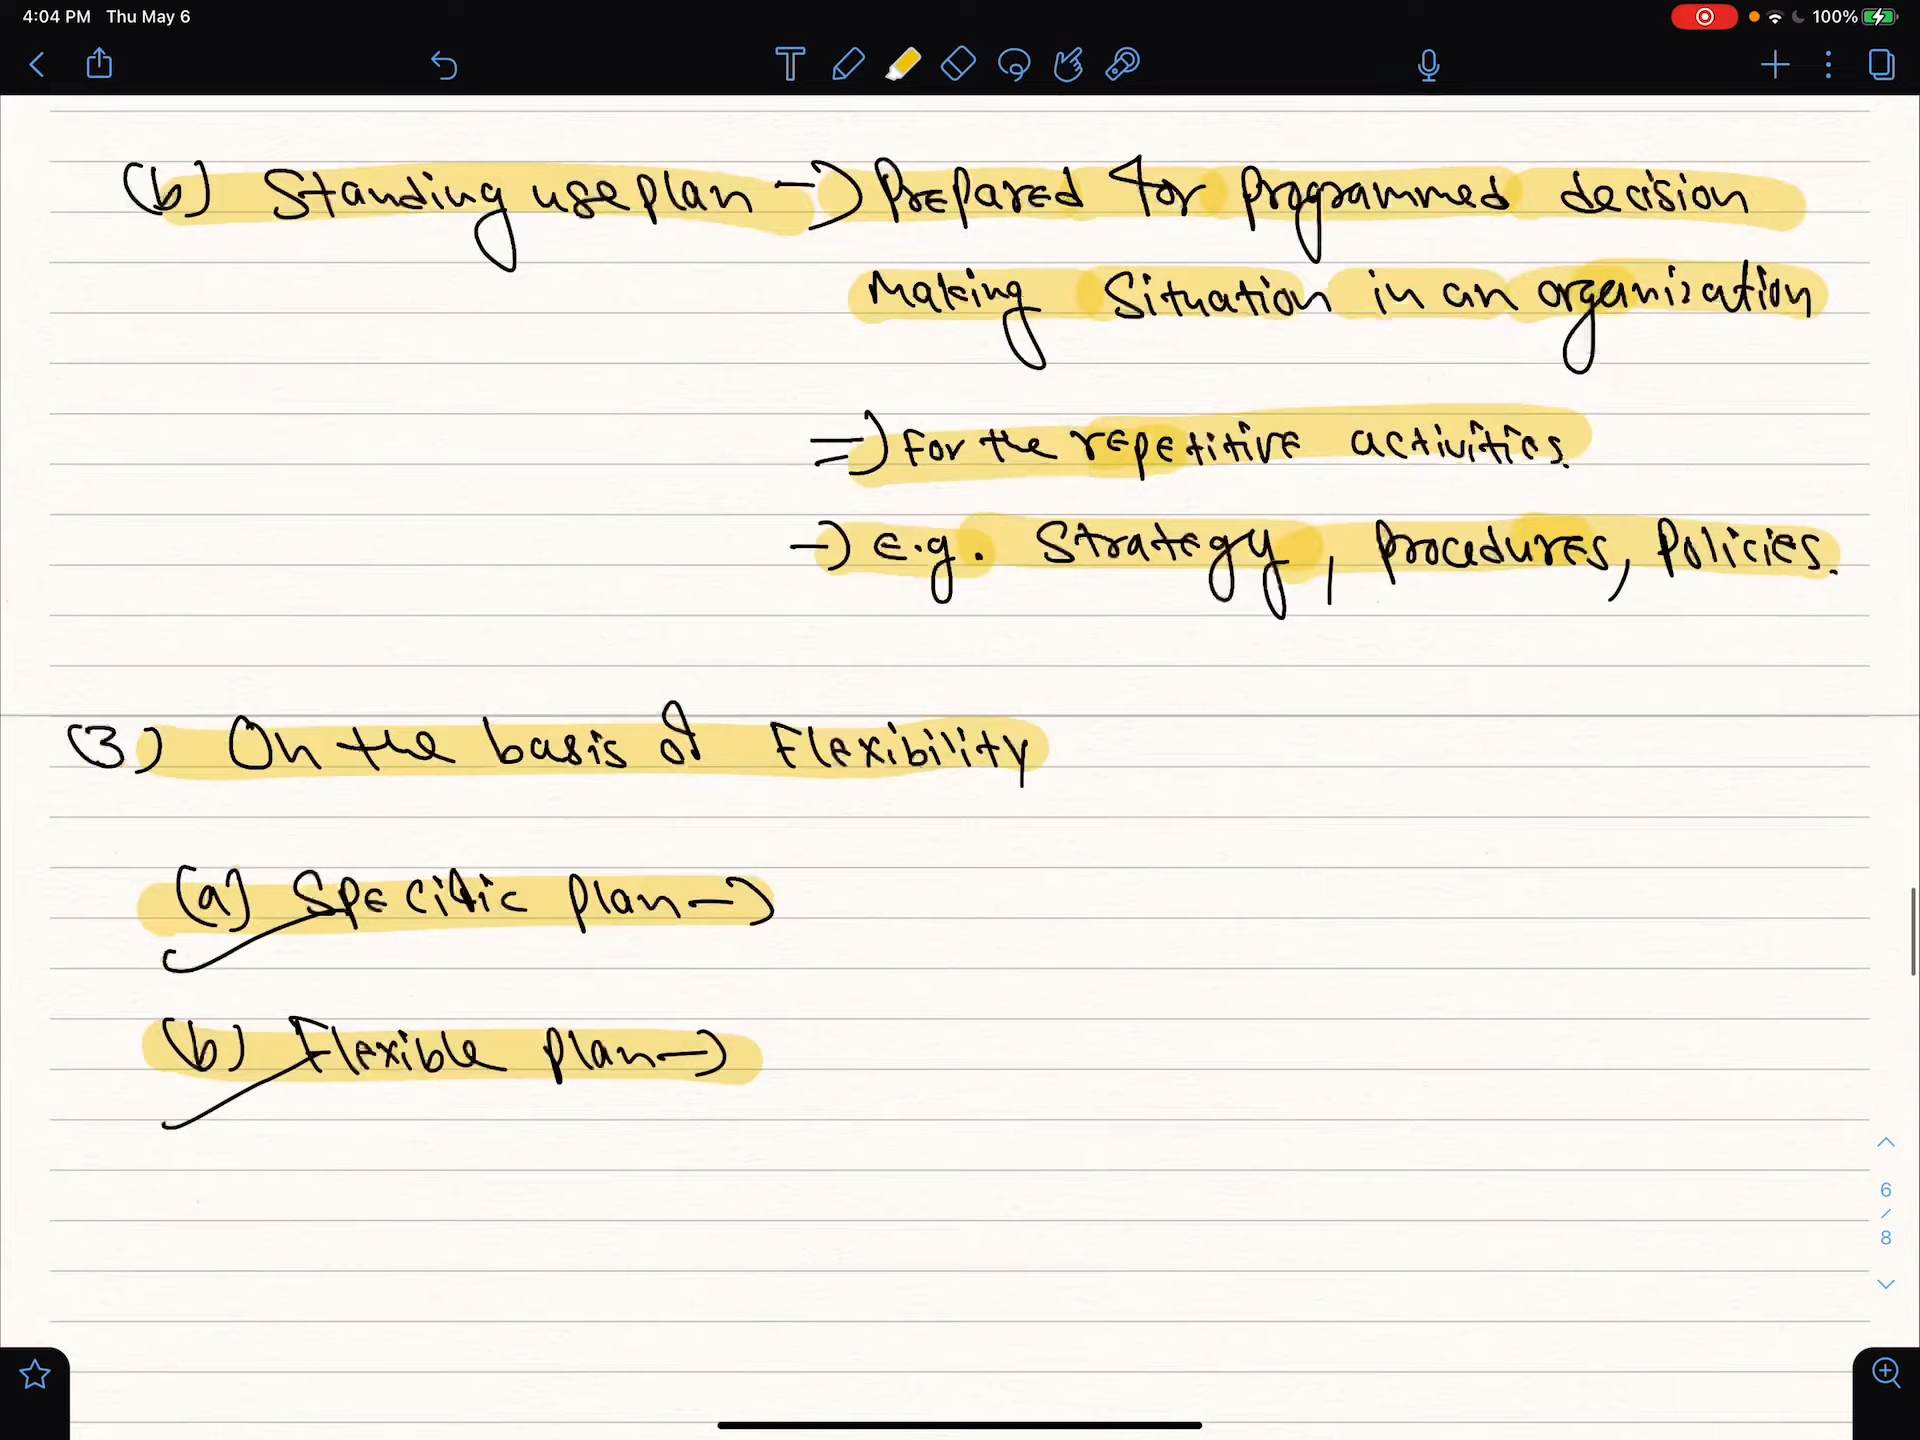 4:04 PM Thu May 6
100%
(b) Standing use plan -> Prepared for programmed decision
Making Situation in an organization
=> For the repetitive activities.
-> E.g. Strategy, procedures, Policies.
(3) On the basis of Flexibility
(a) Specific plan ->
(b) Flexible plan ->
6
/
8